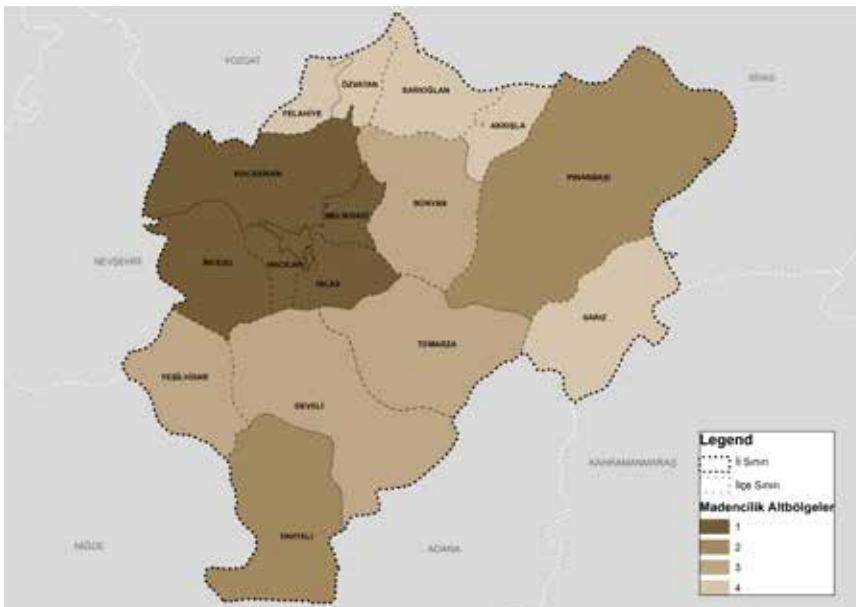 YOZGAT
SİVAS
ÖZVATAN
SARIOĞLAN
FELAHİYE
AKKIŞLA
KOCASİNAN
PINARBAŞI
BÜNYAN
MELİKGAZİ
NEVŞEHİR
İNCESU
HACILAR
TALAS
SARIZ
TOMARZA
YEŞİLHİSAR
DEVELİ
KAHRAMANMARAŞ
YAHYALI
NİĞDE
ADANA
Legend
İl Sınırı
İlçe Sınırı
Madencilik Altbölgeler
1
2
3
4